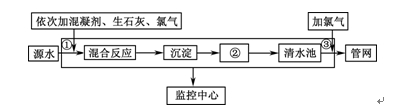 依次加混凝剂、生石灰、氯气
加氯气
源水 ① 混合反应 沉淀 ② 清水池 ③ 管网
监控中心